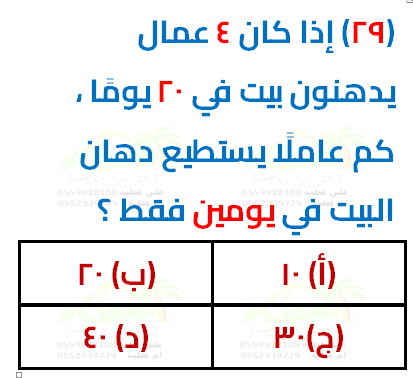 (٢٩) إذا كان ٤ عمال
يدهنون بيت في ٢٠ يومًا ،
كم عاملًا يستطيع دهان
البيت في يومين فقط ؟
(أ) ١٠
(ب) ٢٠
(ج) ٣٠
(د) ٤٠